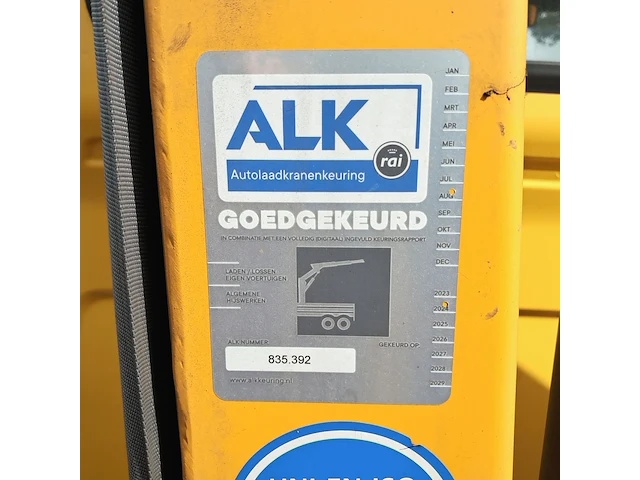 ALK
rai
Autolaadkranenkeuring
GOEDGEKEURD
IN COMBINATIE MET EEN VOLLEDIG (DIGITAAL) INGEVULD KEURINGSRAPPORT
LADEN / LOSSEN
EIGEN VOERTUIGEN
ALGEMENE
HIJSWERKEN
ALK NUMMER:
GEKEURD OP:
835.392
www.alkkeuring.nl
JAN
FEB
MRT
APR
MEI
JUN
JUL
AUG
SEP
OKT
NOV
DEC
2023
2024
2025
2026
2027
2028
2029